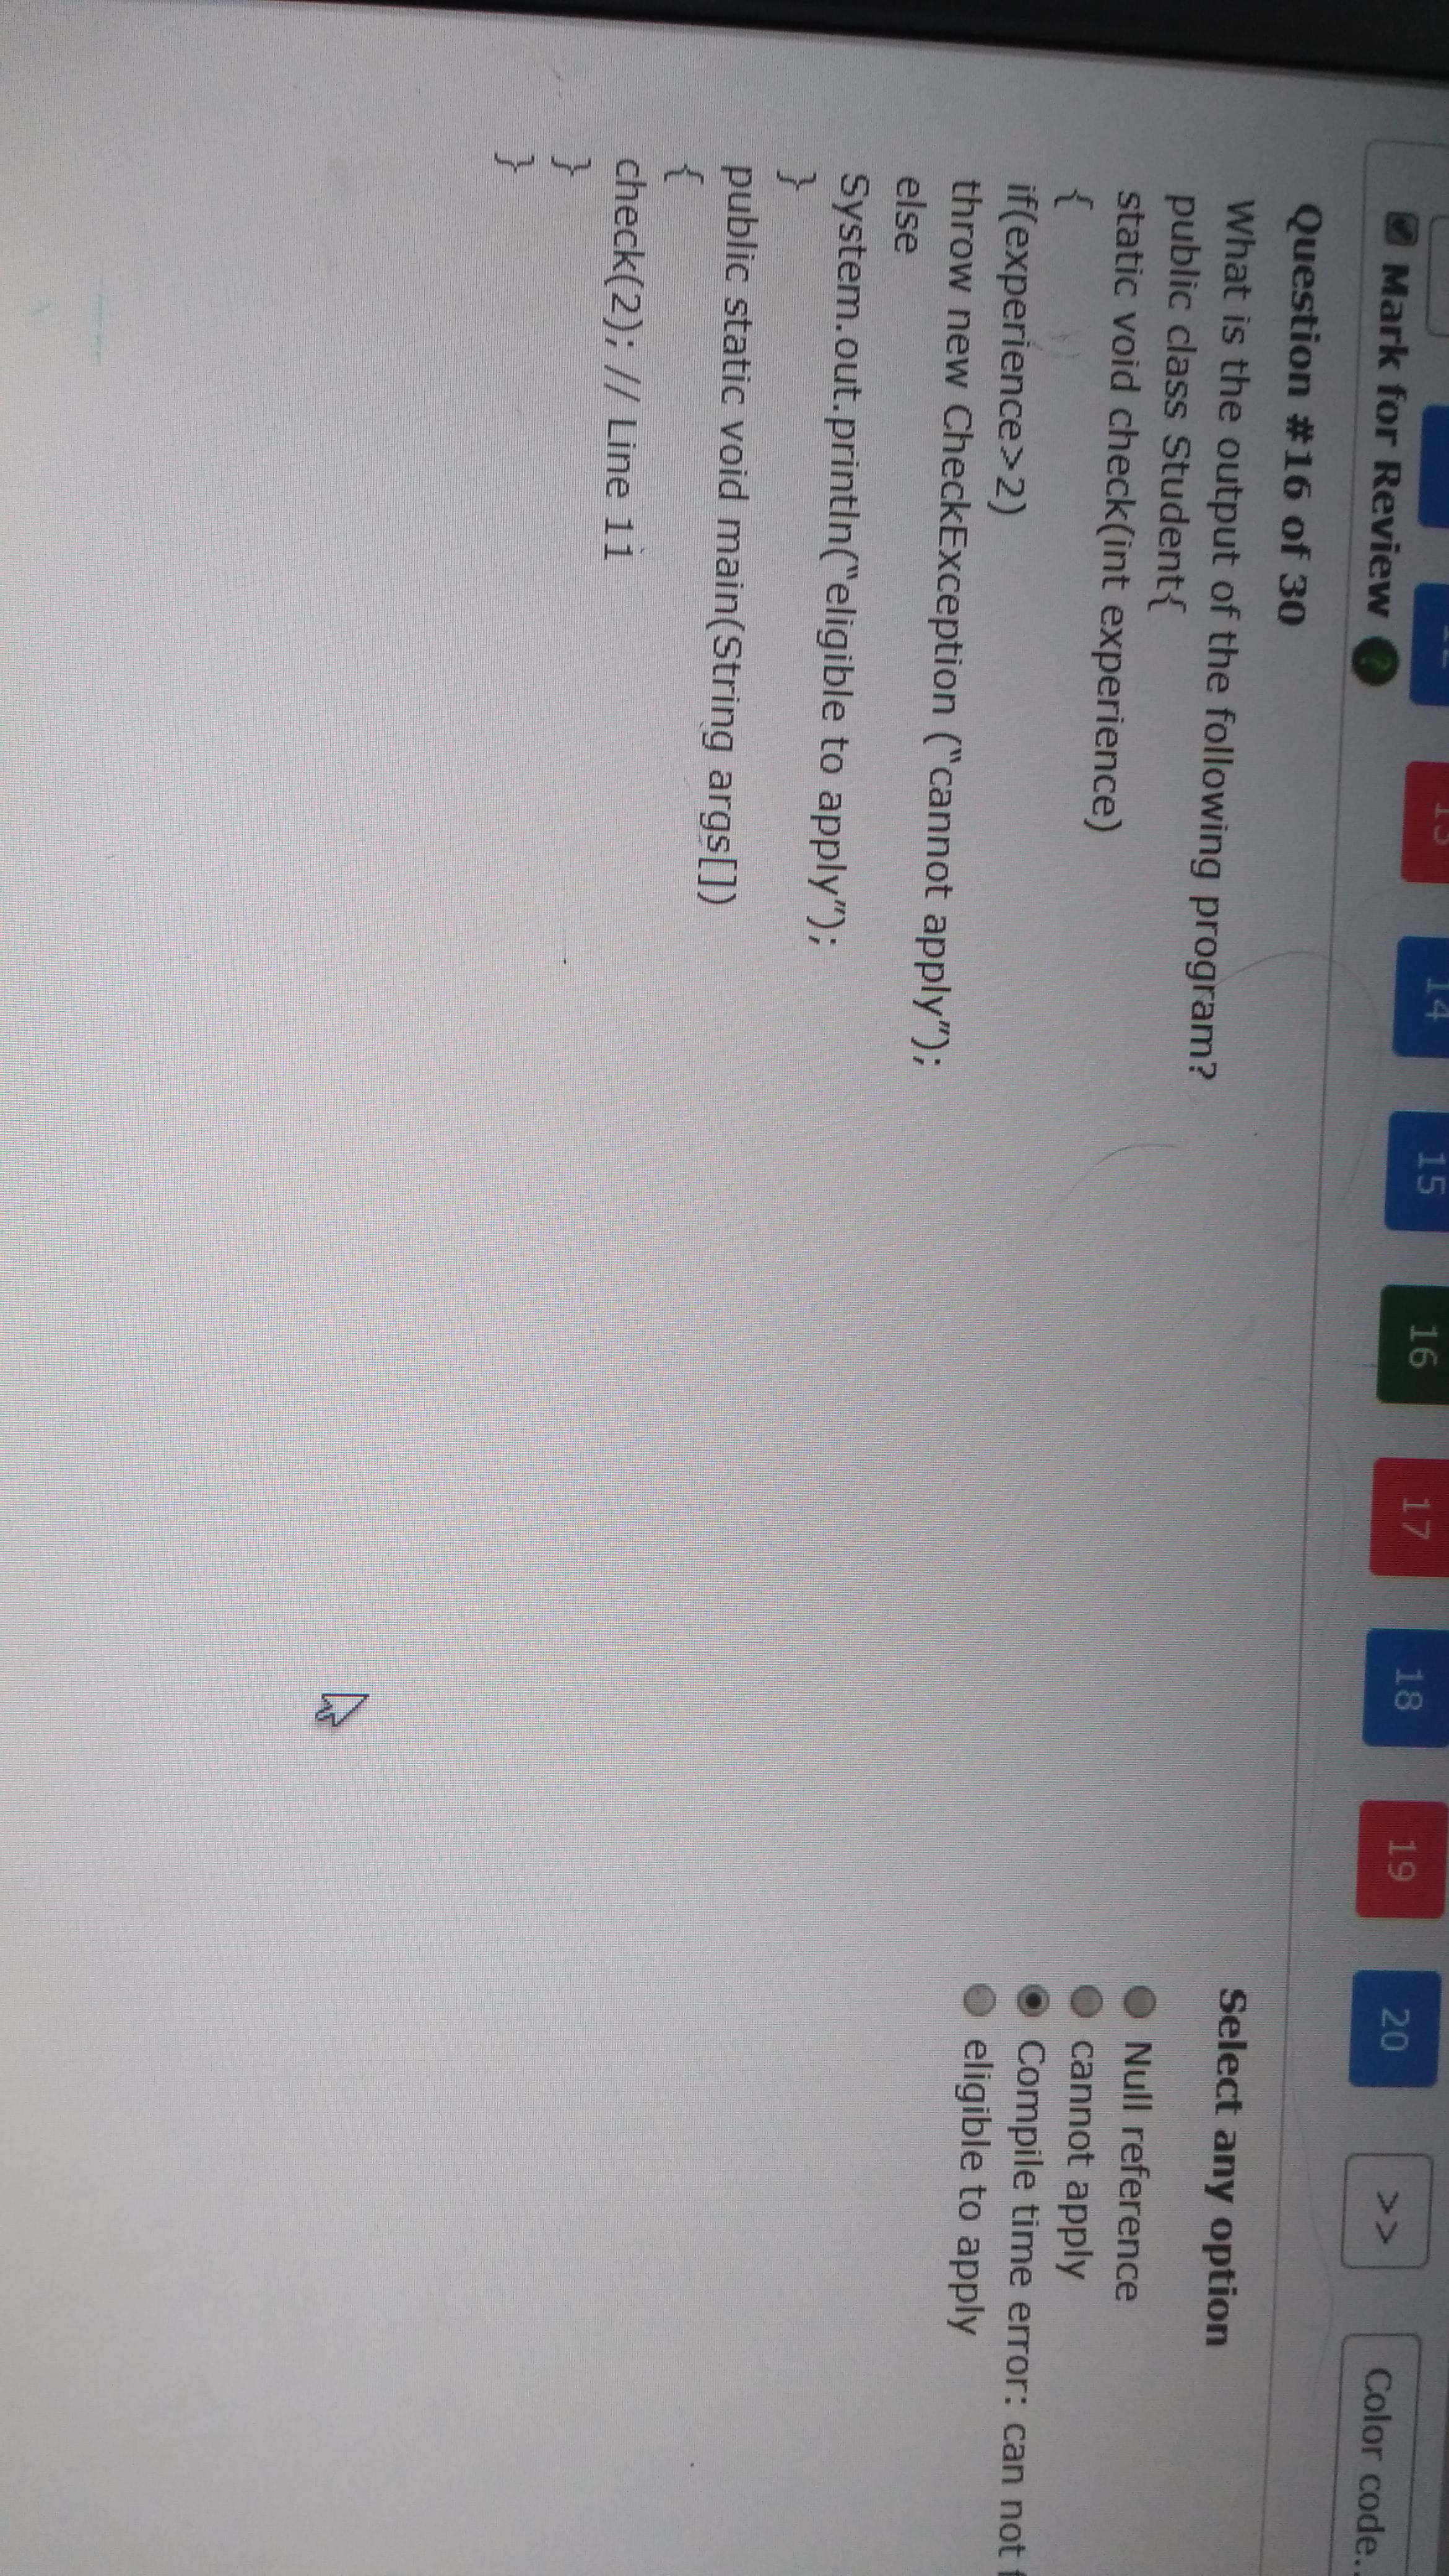 13 14 15 16 17 18 19 20 >> Color code..
Mark for Review ?
Question #16 of 30
What is the output of the following program?
public class Student{
static void check(int experience)
{
if(experience>2)
throw new CheckException ("cannot apply");
else
System.out.println("eligible to apply");
}
public static void main(String args[])
{
check(2); // Line 11
}
}
Select any option
Null reference
cannot apply
Compile time error: can not
eligible to apply